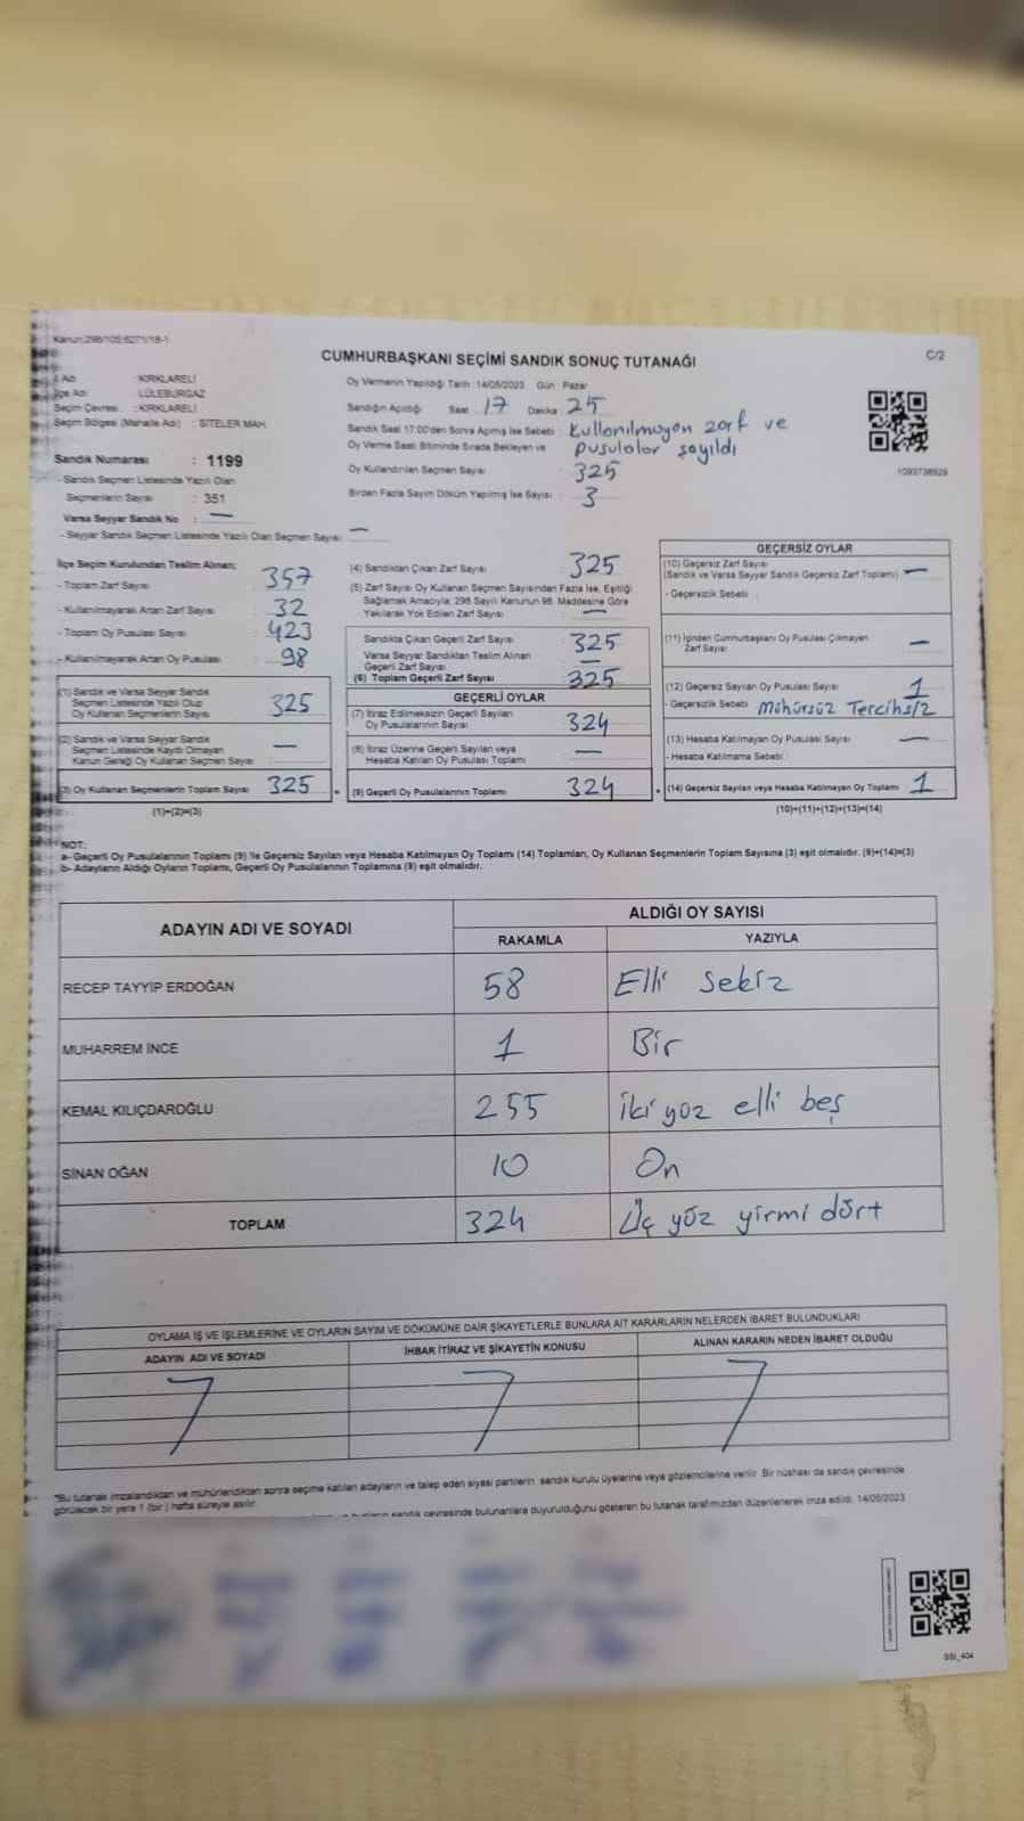 Kanun:298/105;6271/18-1
CUMHURBAŞKANI SEÇİMİ SANDIK SONUÇ TUTANAĞI
C/2
İl Adı : KIRKLARELİ
İlçe Adı : LÜLEBURGAZ
Seçim Çevresi : KIRKLARELİ
Seçim Bölgesi (Mahalle Adı) : SİTELER MAH.
Sandık Numarası : 1199
- Sandık Seçmen Listesinde Yazılı Olan
Seçmenlerin Sayısı : 351
Varsa Seyyar Sandık No : —
- Seyyar Sandık Seçmen Listesinde Yazılı Olan Seçmen Sayısı : —
Oy Vermenin Yapıldığı Tarih : 14/05/2023 Gün : Pazar
Sandığın Açıldığı Saat 17 Dakika 25
Sandık Saat 17:00'den Sonra Açılmış İse Sebebi : Kullanılmayan zarf ve
pusulalar sayıldı
Oy Verme Saati Bitiminde Sırada Bekleyen ve
Oy Kullandırılan Seçmen Sayısı : 325
Birden Fazla Sayım Döküm Yapılmış İse Sayısı : 3
1093738929
İlçe Seçim Kurulundan Teslim Alınan;
- Toplam Zarf Sayısı : 357
- Kullanılmayarak Artan Zarf Sayısı : 32
- Toplam Oy Pusulası Sayısı : 423
- Kullanılmayarak Artan Oy Pusulası : 98
(1) Sandık ve Varsa Seyyar Sandık
Seçmen Listesinde Yazılı Olup
Oy Kullanan Seçmenlerin Sayısı 325
(2) Sandık ve Varsa Seyyar Sandık
Seçmen Listesinde Kayıtlı Olmayan
Kanun Gereği Oy Kullanan Seçmen Sayısı —
(3) Oy Kullanan Seçmenlerin Toplam Sayısı 325
(1)+(2)=(3)
(4) Sandıktan Çıkan Zarf Sayısı 325
(5) Zarf Sayısı Oy Kullanan Seçmen Sayısından Fazla İse, Eşitliği
Sağlamak Amacıyla; 298 Sayılı Kanunun 98. Maddesine Göre
Yakılarak Yok Edilen Zarf Sayısı —
Sandıkta Çıkan Geçerli Zarf Sayısı 325
Varsa Seyyar Sandıktan Teslim Alınan
Geçerli Zarf Sayısı —
(6) Toplam Geçerli Zarf Sayısı 325
GEÇERLİ OYLAR
(7) İtiraz Edilmeksizin Geçerli Sayılan
Oy Pusulalarının Sayısı 324
(8) İtiraz Üzerine Geçerli Sayılan veya
Hesaba Katılan Oy Pusulası Toplamı —
= (9) Geçerli Oy Pusulalarının Toplamı 324
GEÇERSİZ OYLAR
(10) Geçersiz Zarf Sayısı
(Sandık ve Varsa Seyyar Sandık Geçersiz Zarf Toplamı) —
- Geçersizlik Sebebi :
(11) İçinden Cumhurbaşkanı Oy Pusulası Çıkmayan
Zarf Sayısı —
(12) Geçersiz Sayılan Oy Pusulası Sayısı 1
- Geçersizlik Sebebi : Mühürsüz Tercihsiz
(13) Hesaba Katılmayan Oy Pusulası Sayısı —
- Hesaba Katılmama Sebebi :
+ (14) Geçersiz Sayılan veya Hesaba Katılmayan Oy Toplamı 1
(10)+(11)+(12)+(13)=(14)
NOT:
a- Geçerli Oy Pusulalarının Toplamı (9) ile Geçersiz Sayılan veya Hesaba Katılmayan Oy Toplamı (14) Toplamları, Oy Kullanan Seçmenlerin Toplam Sayısına (3) eşit olmalıdır. (9)+(14)=(3)
b- Adayların Aldığı Oyların Toplamı, Geçerli Oy Pusulalarının Toplamına (9) eşit olmalıdır.
ADAYIN ADI VE SOYADI
ALDIĞI OY SAYISI
RAKAMLA YAZIYLA
RECEP TAYYİP ERDOĞAN 58 Elli sekiz
MUHARREM İNCE 1 Bir
KEMAL KILIÇDAROĞLU 255 iki yüz elli beş
SİNAN OĞAN 10 On
TOPLAM 324 Üç yüz yirmi dört
OYLAMA İŞ VE İŞLEMLERİNE VE OYLARIN SAYIM VE DÖKÜMÜNE DAİR ŞİKAYETLERLE BUNLARA AİT KARARLARIN NELERDEN İBARET BULUNDUKLARI
ADAYIN ADI VE SOYADI İHBAR İTİRAZ VE ŞİKAYETİN KONUSU ALINAN KARARIN NEDEN İBARET OLDUĞU
"Bu tutanak imzalandıktan ve mühürlendikten sonra seçime katılan adayların ve talep eden siyasi partilerin sandık kurulu üyelerine veya gözlemcilerine verilir. Bir nüshası da sandık çevresinde
görülecek bir yere 1 (bir) hafta süreyle asılır.
sandık çevresinde bulunanlara duyurulduğunu gösteren bu tutanak tarafımızdan düzenlenerek imza edildi. 14/05/2023
SSI_404